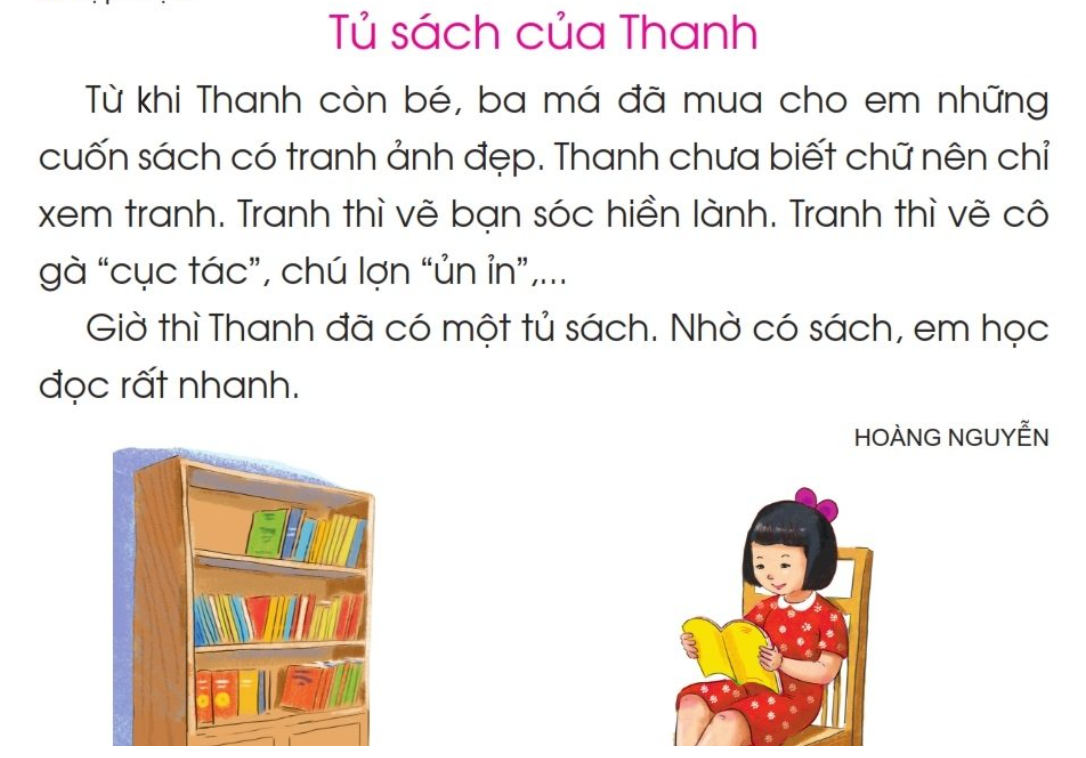 Tủ sách của Thanh
Từ khi Thanh còn bé, ba má đã mua cho em những
cuốn sách có tranh ảnh đẹp. Thanh chưa biết chữ nên chỉ
xem tranh. Tranh thì vẽ bạn sóc hiền lành. Tranh thì vẽ cô
gà “cục tác”, chú lợn “ủn ỉn”,...
Giờ thì Thanh đã có một tủ sách. Nhờ có sách, em học
đọc rất nhanh.
HOÀNG NGUYỄN